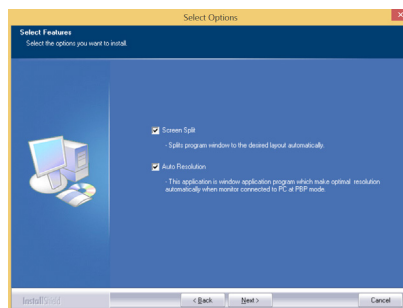 Select Options
Select Features
Select the options you want to install.
Screen Split
- Splits program window to the desired layout automatically.
Auto Resolution
- This application is window application program which make optimal resolution
automatically when monitor connected to PC at PBP mode.
InstallShield
< Back
Next >
Cancel